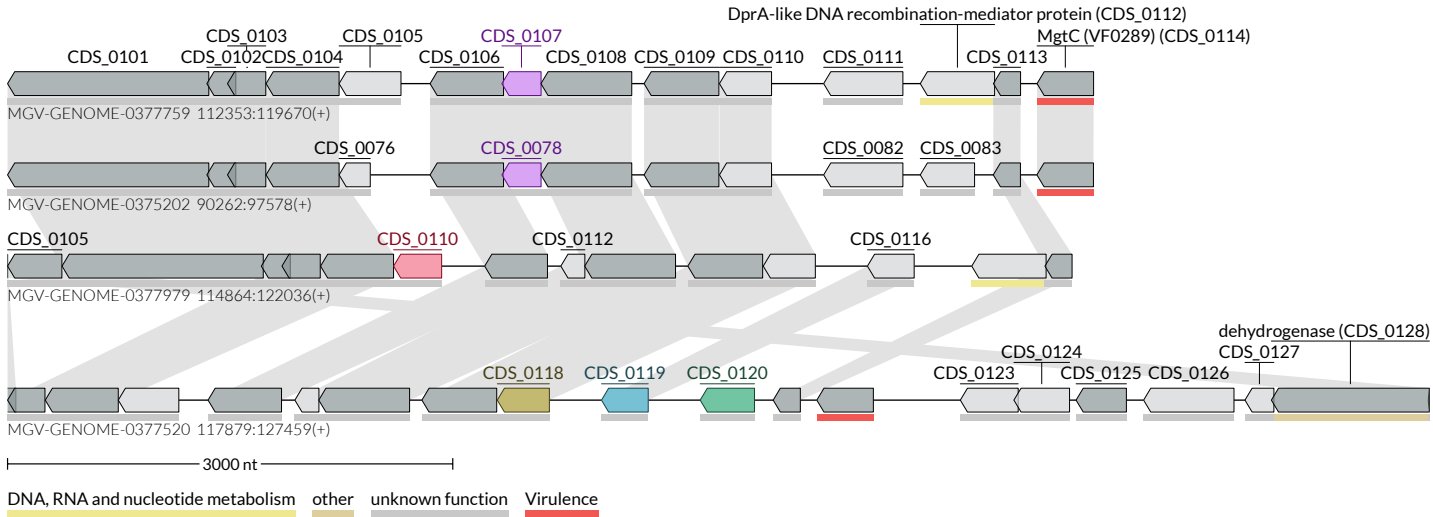 DprA-like DNA recombination-mediator protein (CDS_0112)
CDS_0103 CDS_0105 CDS_0107 MgtC (VF0289) (CDS_0114)
CDS_0101 CDS_0102 CDS_0104 CDS_0106 CDS_0108 CDS_0109 CDS_0110 CDS_0111 CDS_0113
MGV-GENOME-0377759 112353:119670(+)
CDS_0076 CDS_0078 CDS_0082 CDS_0083
MGV-GENOME-0375202 90262:97578(+)
CDS_0105 CDS_0110 CDS_0112 CDS_0116
MGV-GENOME-0377979 114864:122036(+)
dehydrogenase (CDS_0128)
CDS_0124 CDS_0127
CDS_0118 CDS_0119 CDS_0120 CDS_0123 CDS_0125 CDS_0126
MGV-GENOME-0377520 117879:127459(+)
3000 nt
DNA, RNA and nucleotide metabolism other unknown function Virulence